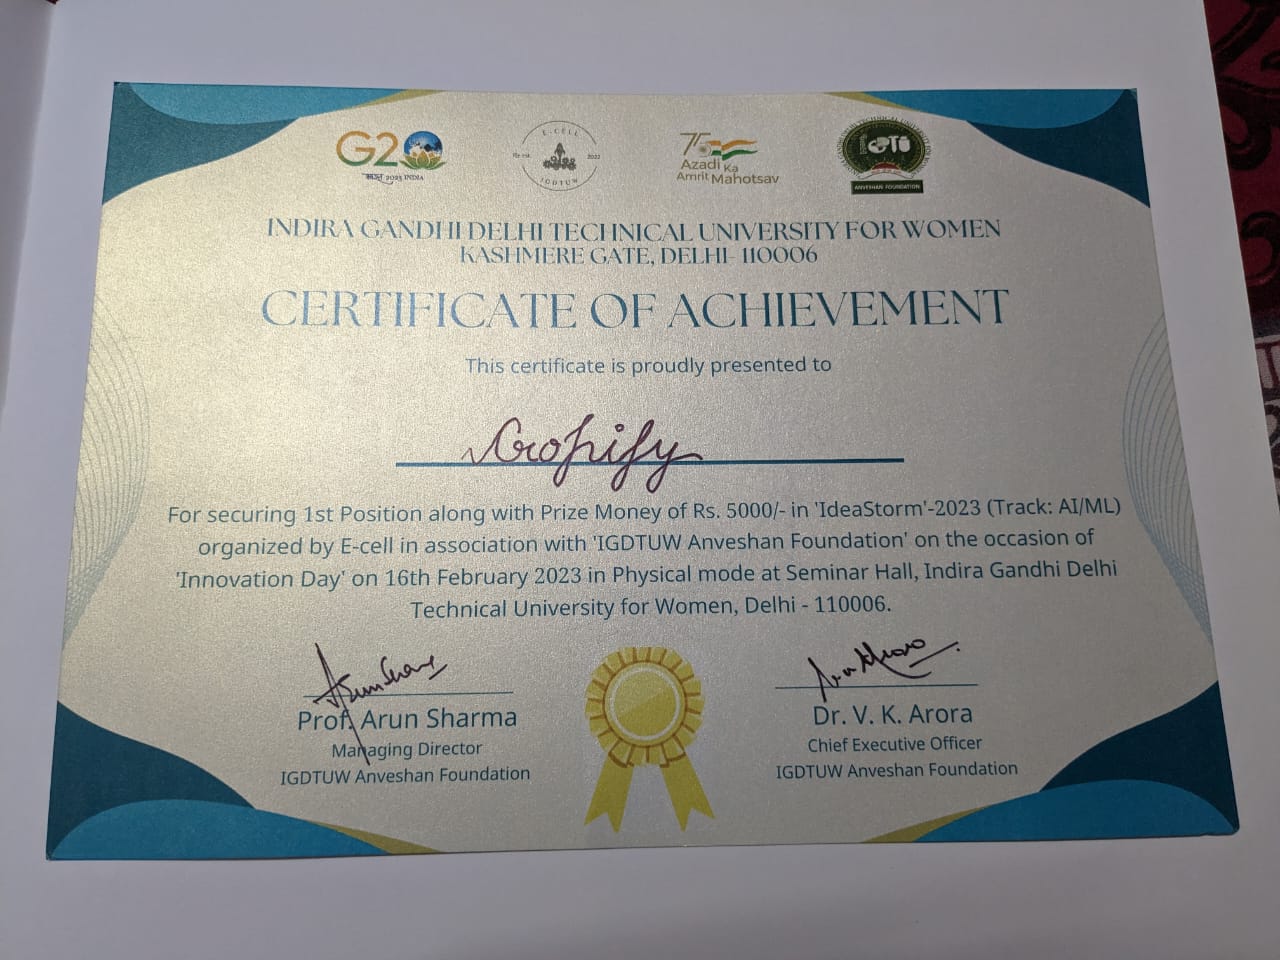 G20
भारत 2023 INDIA
E-CELL
2022
IGDTUW
75
Azadi Ka
Amrit Mahotsav
ANVESHAN FOUNDATION
INDIRA GANDHI DELHI TECHNICAL UNIVERSITY FOR WOMEN
KASHMERE GATE, DELHI- 110006
CERTIFICATE OF ACHIEVEMENT
This certificate is proudly presented to
Cropify
For securing 1st Position along with Prize Money of Rs. 5000/- in 'IdeaStorm'-2023 (Track: AI/ML)
organized by E-cell in association with 'IGDTUW Anveshan Foundation' on the occasion of
'Innovation Day' on 16th February 2023 in Physical mode at Seminar Hall, Indira Gandhi Delhi
Technical University for Women, Delhi - 110006.
Prof. Arun Sharma
Managing Director
IGDTUW Anveshan Foundation
Dr. V. K. Arora
Chief Executive Officer
IGDTUW Anveshan Foundation